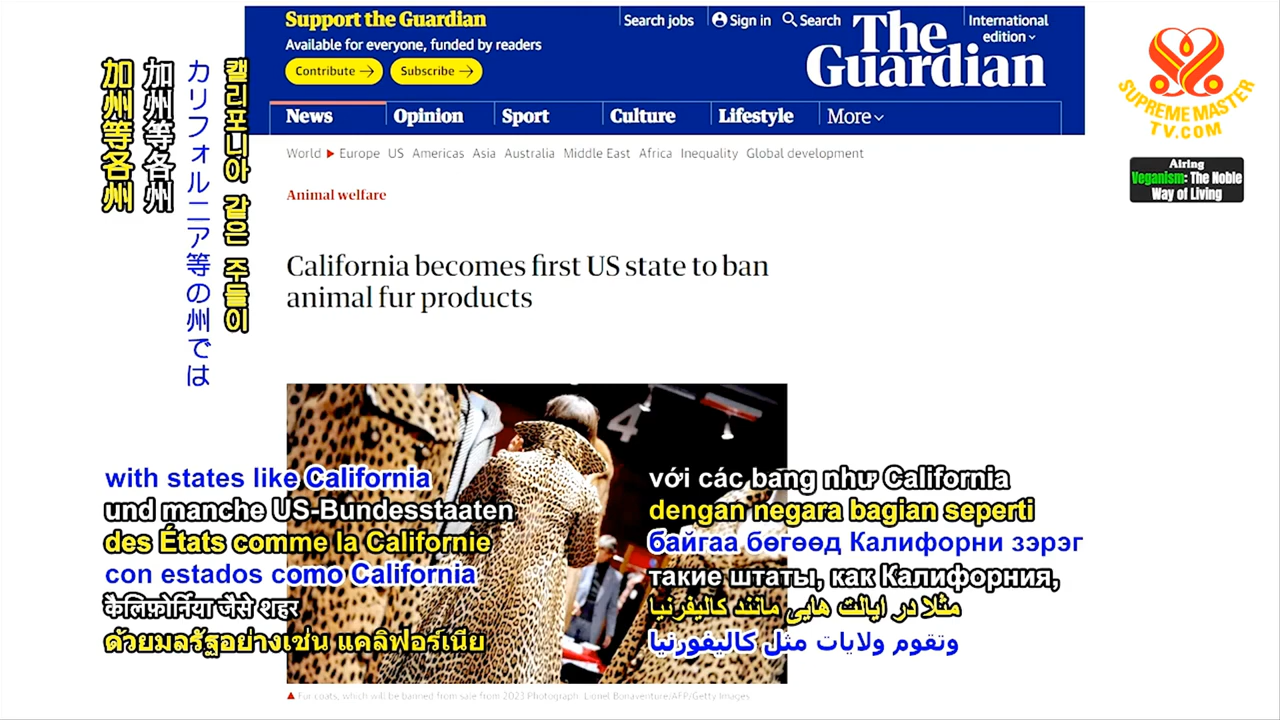 Support the Guardian
Available for everyone, funded by readers
Contribute →
Subscribe →
Search jobs
Sign in
Search
International
edition
The
Guardian
News
Opinion
Sport
Culture
Lifestyle
More
World ▶ Europe US Americas Asia Australia Middle East Africa Inequality Global development
Animal welfare
California becomes first US state to ban
animal fur products
SUPREME MASTER
TV.COM
Airing
Veganism: The Noble
Way of Living
加州等各州
加州等各州
カリフォルニア等の州では
캘리포니아 같은 주들이
4
with states like California
und manche US-Bundesstaaten
des États comme la Californie
con estados como California
कैलिफ़ोर्निया जैसे शहर
ด้วยมลรัฐอย่างเช่น แคลิฟอร์เนีย
với các bang như California
dengan negara bagian seperti
байгаа бөгөөд Калифорни зэрэг
такие штаты, как Калифорния,
مثلا در ایالت هایی مانند کالیفرنیا
وتقوم ولايات مثل كاليفورنيا
▲ Fur coats, which will be banned from sale from 2023 Photograph: Lionel Bonaventure/AFP/Getty Images